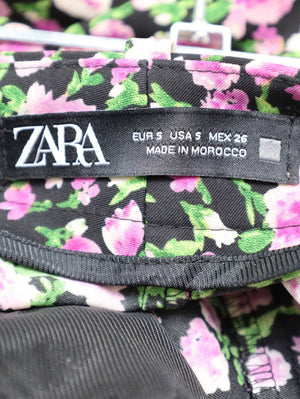 ZARA
EUR S USA S MEX 26
MADE IN MOROCCO